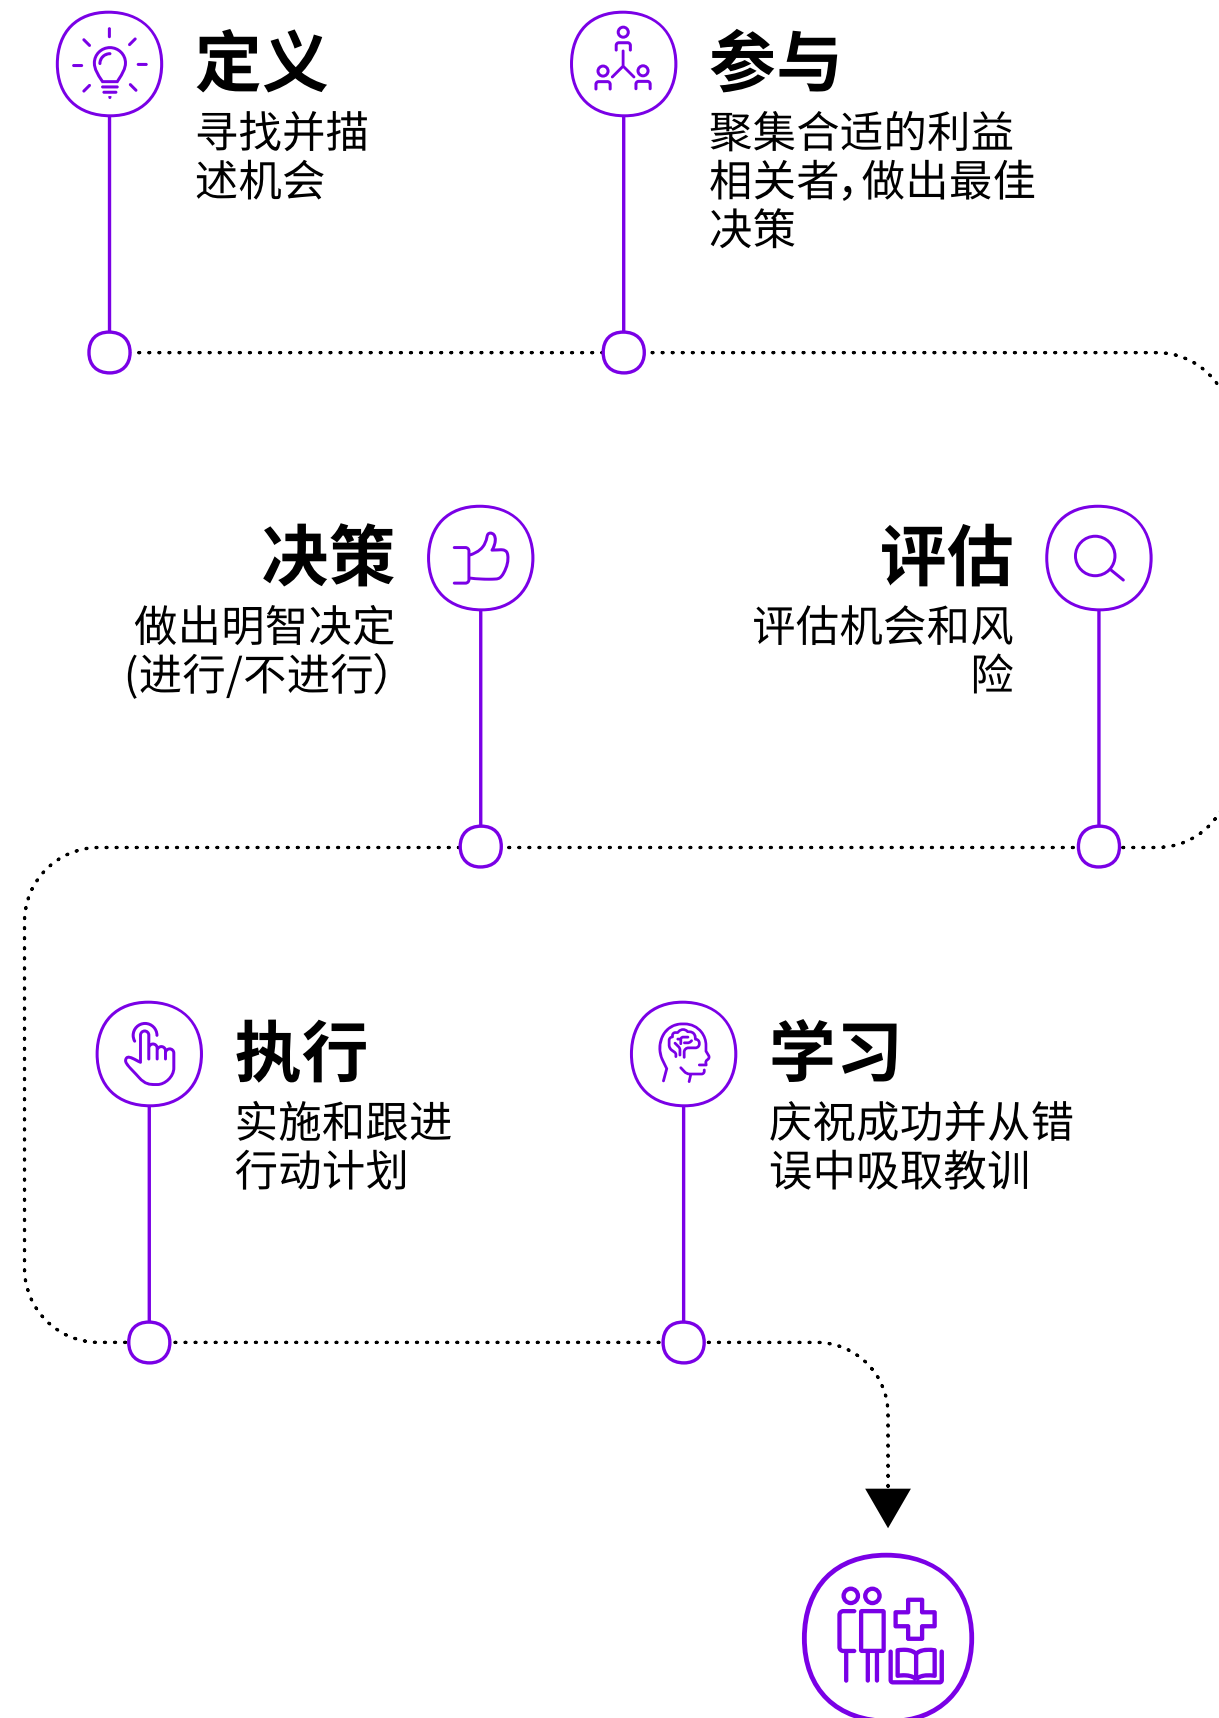 定义
寻找并描
述机会
参与
聚集合适的利益
相关者，做出最佳
决策
评估
评估机会和风
险
决策
做出明智决定
(进行/不进行）
执行
实施和跟进
行动计划
学习
庆祝成功并从错
误中吸取教训